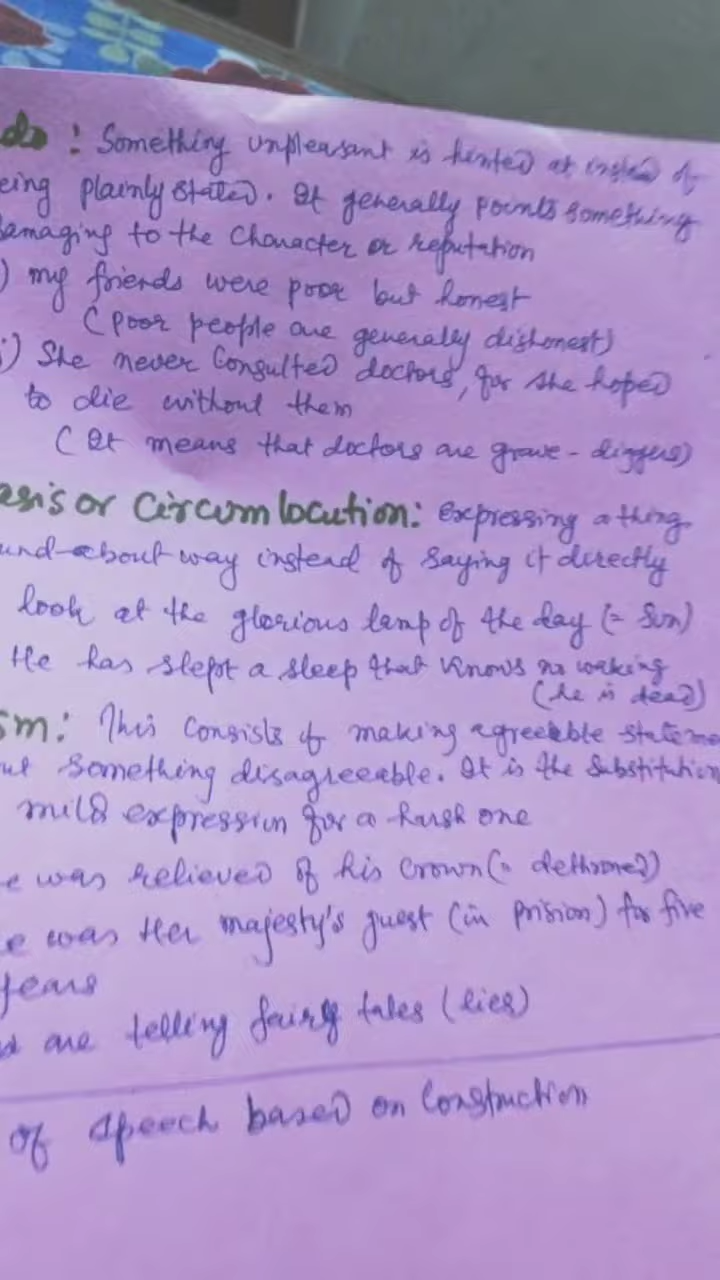 do : Something unpleasant is hinted at instead of
eing plainly stated. It generally points something
damaging to the character or reputation
) my friends were poor but honest
( poor people are generally dishonest)
i) She never consulted doctors, for she hoped
to die without them
( It means that doctors are grave-diggers)
asis or circumlocution: expressing a thing
und-about way instead of saying it directly
look at the glorious lamp of the day (= Sun)
He has slept a sleep that knows no waking
(he is dead)
sm: This consists of making agreeable stateme
ut something disagreeable. It is the substitution
mild expression for a harsh one
e was relieved of his crown (= dethroned)
e was Her majesty's guest (in prision) for five
years
are telling fairy tales (lies)
of speech based on Construction